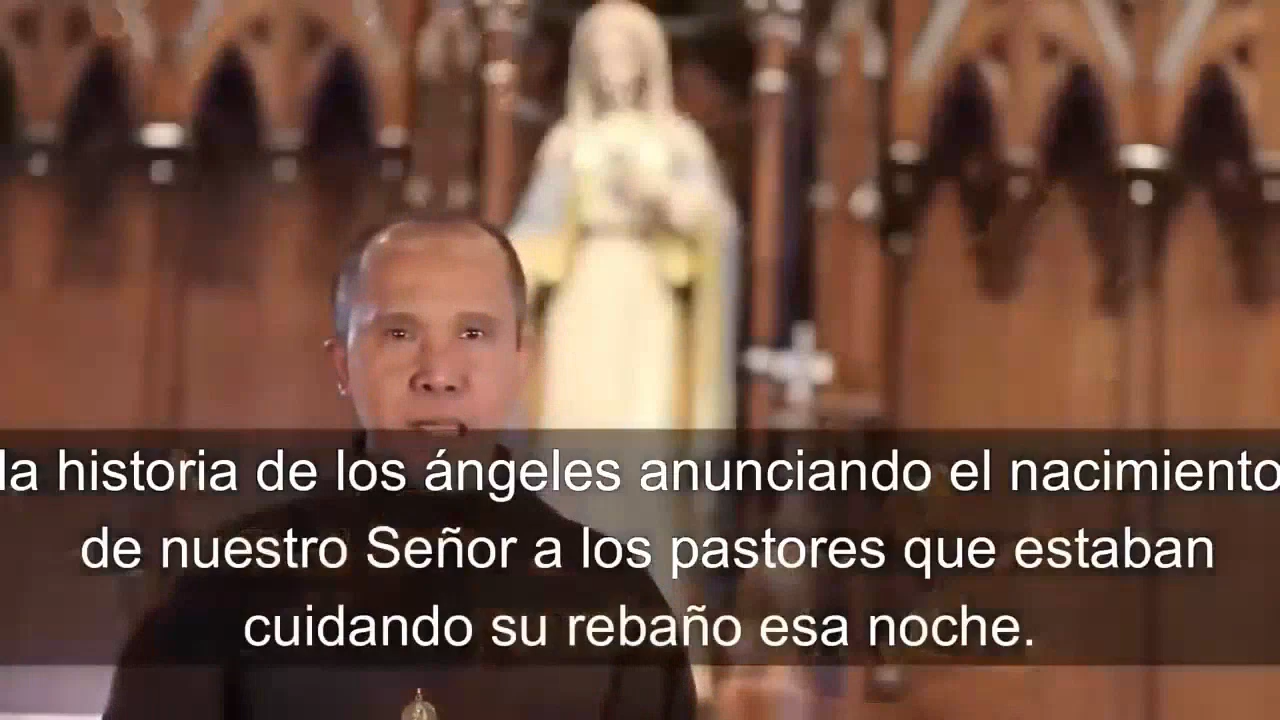 la historia de los ángeles anunciando el nacimiento
de nuestro Señor a los pastores que estaban
cuidando su rebaño esa noche.